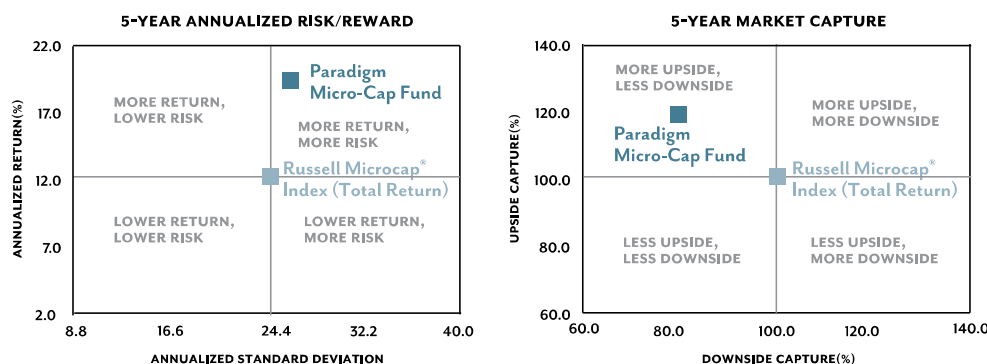 5-YEAR ANNUALIZED RISK/REWARD
ANNUALIZED RETURN(%)
22.0
17.0
12.0
7.0
2.0
Paradigm
Micro-Cap Fund
MORE RETURN,
LOWER RISK
MORE RETURN,
MORE RISK
Russell Microcap®
Index (Total Return)
LOWER RETURN,
LOWER RISK
LOWER RETURN,
MORE RISK
8.8
16.6
24.4
32.2
40.0
ANNUALIZED STANDARD DEVIATION
5-YEAR MARKET CAPTURE
UPSIDE CAPTURE(%)
140.0
120.0
100.0
80.0
60.0
MORE UPSIDE,
LESS DOWNSIDE
MORE UPSIDE,
MORE DOWNSIDE
Paradigm
Micro-Cap Fund
Russell Microcap®
Index (Total Return)
LESS UPSIDE,
LESS DOWNSIDE
LESS UPSIDE,
MORE DOWNSIDE
60.0
80.0
100.0
120.0
140.0
DOWNSIDE CAPTURE(%)